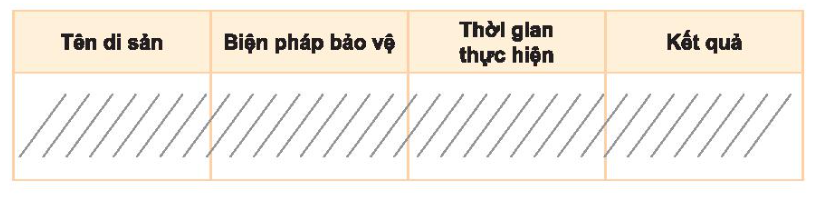 Tên di sản
Biện pháp bảo vệ
Thời gian
thực hiện
Kết quả